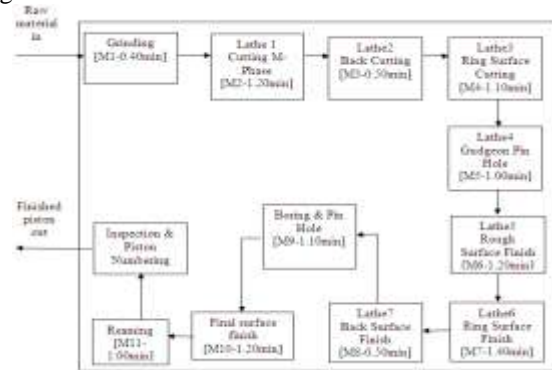 Raw
material
in
Grinding
[M1-0.40min]
Lathe 1
Cutting M-
Phase
[M2-1.20min]
Lathe2
Back Cutting
[M3-0.50min]
Lathe3
Ring Surface
Cutting
[M4-1.10min]
Lathe4
Gudgeon Pin
Hole
[M5-1.00min]
Lathe5
Rough
Surface Finish
[M6-1.20min]
Lathe6
Ring Surface
Finish
[M7-1.40min]
Lathe7
Back Surface
Finish
[M8-0.50min]
Boring & Pin
Hole
[M9-1.10min]
Final surface
finish
[M10-1.20min]
Reaming
[M11-
1.00min]
Inspection &
Piston
Numbering
Finished
piston
out